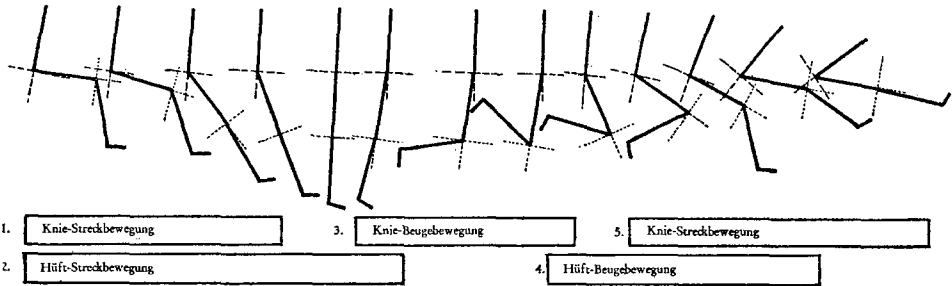 1. Knie-Streckbewegung 3. Knie-Beugebewegung 5. Knie-Streckbewegung
2. Hüft-Streckbewegung 4. Hüft-Beugebewegung